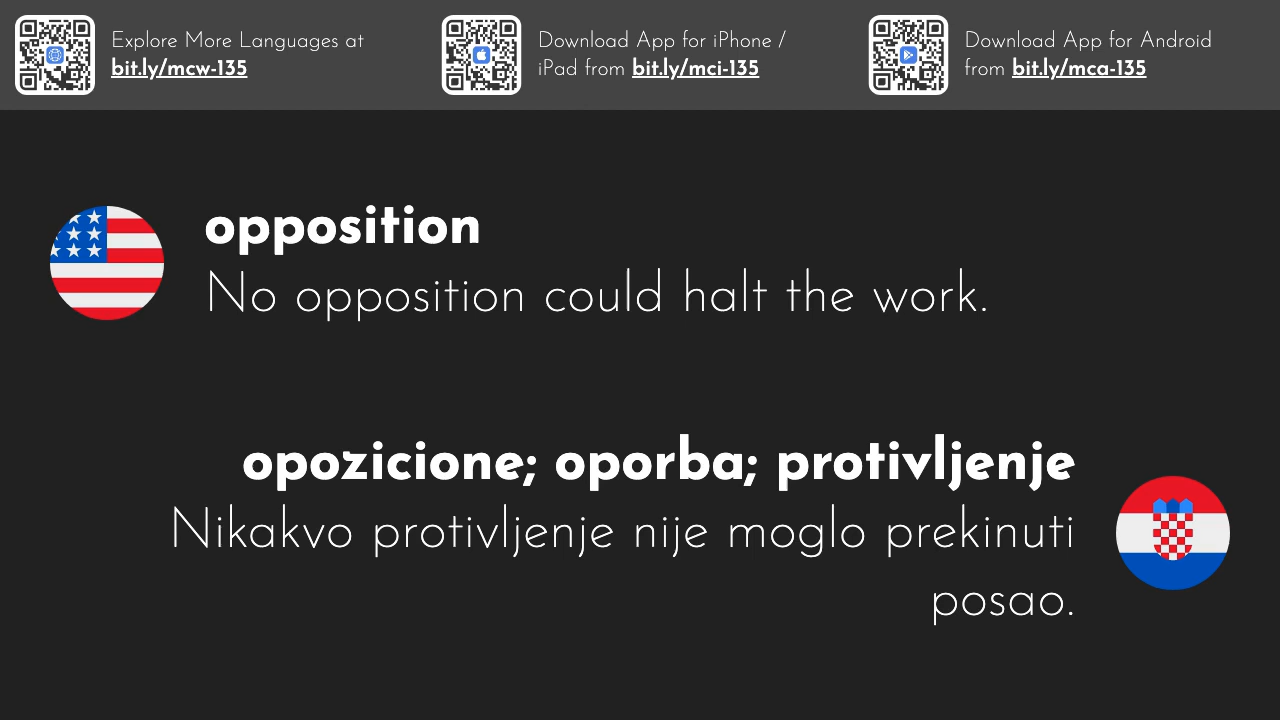 Explore More Languages at
bit.ly/mcw-135
Download App for iPhone /
iPad from bit.ly/mci-135
Download App for Android
from bit.ly/mca-135
opposition
No opposition could halt the work.
opozicione; oporba; protivljenje
Nikakvo protivljenje nije moglo prekinuti
posao.